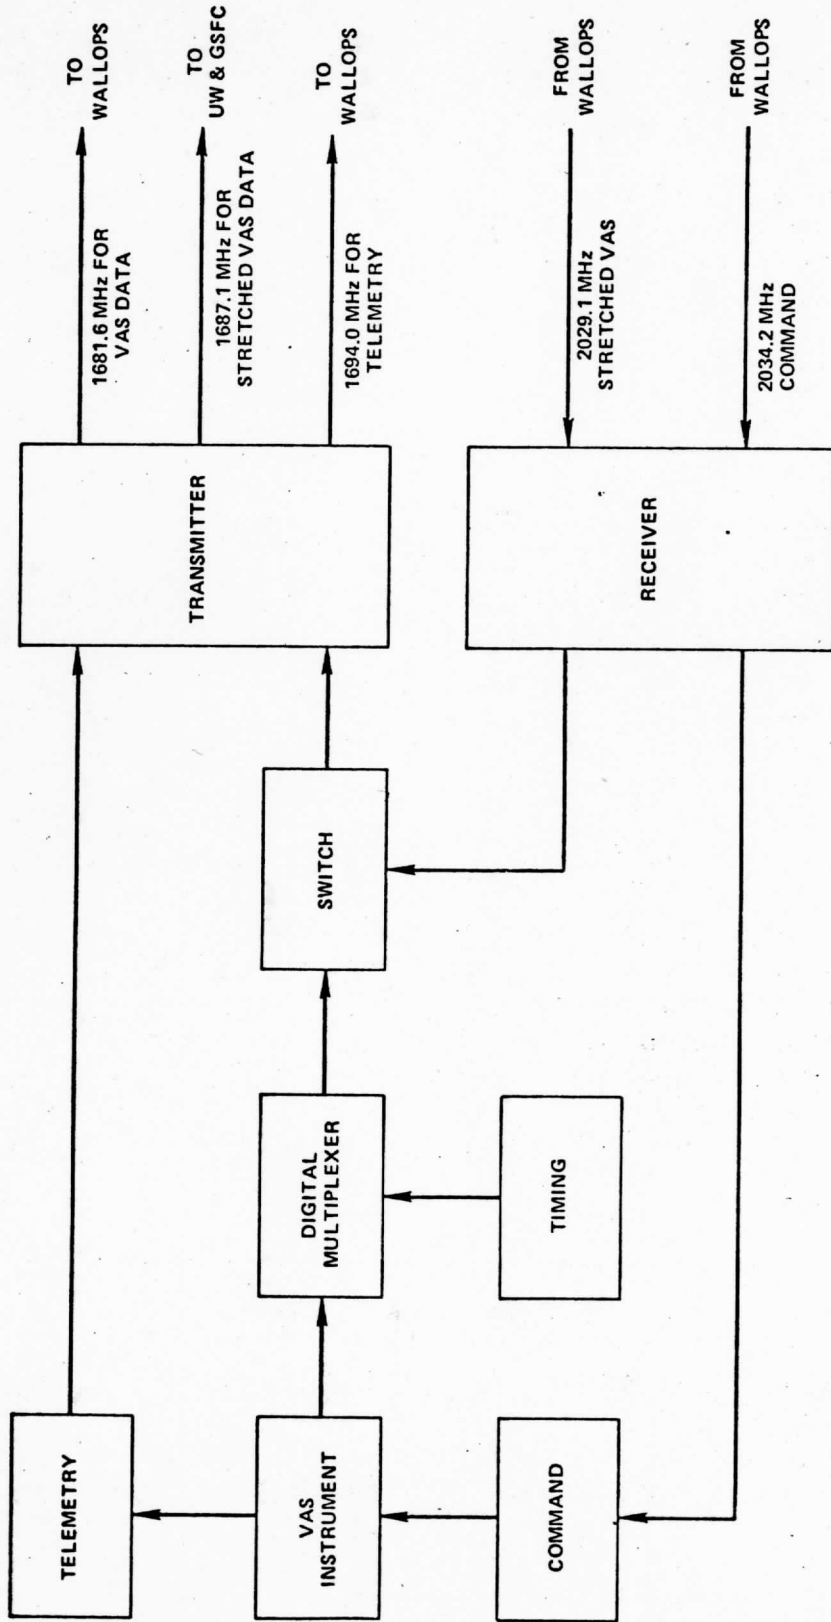 TELEMETRY
VAS
INSTRUMENT
COMMAND
DIGITAL
MULTIPLEXER
TIMING
SWITCH
TRANSMITTER
RECEIVER
1681.6 MHz FOR
VAS DATA
TO
WALLOPS
1687.1 MHz FOR
STRETCHED VAS DATA
TO
UW & GSFC
1694.0 MHz FOR
TELEMETRY
TO
WALLOPS
2029.1 MHz
STRETCHED VAS
FROM
WALLOPS
2034.2 MHz
COMMAND
FROM
WALLOPS